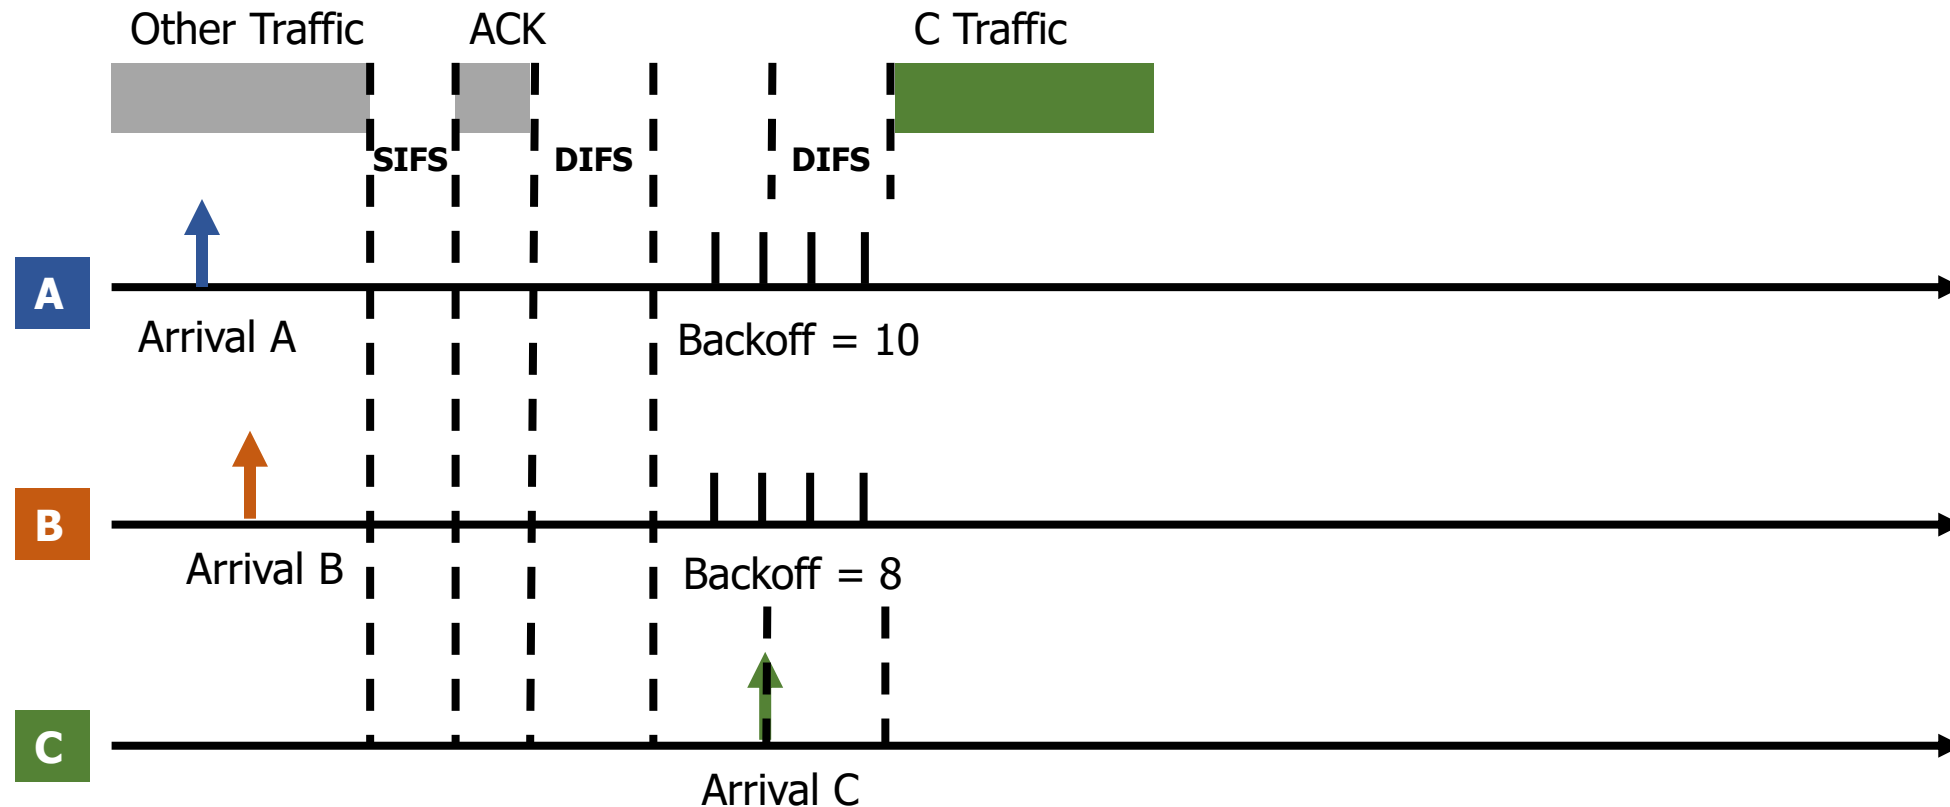 Other Traffic
ACK
C Traffic
SIFS
DIFS
DIFS
A
Arrival A
Backoff = 10
B
Arrival B
Backoff = 8
C
Arrival C